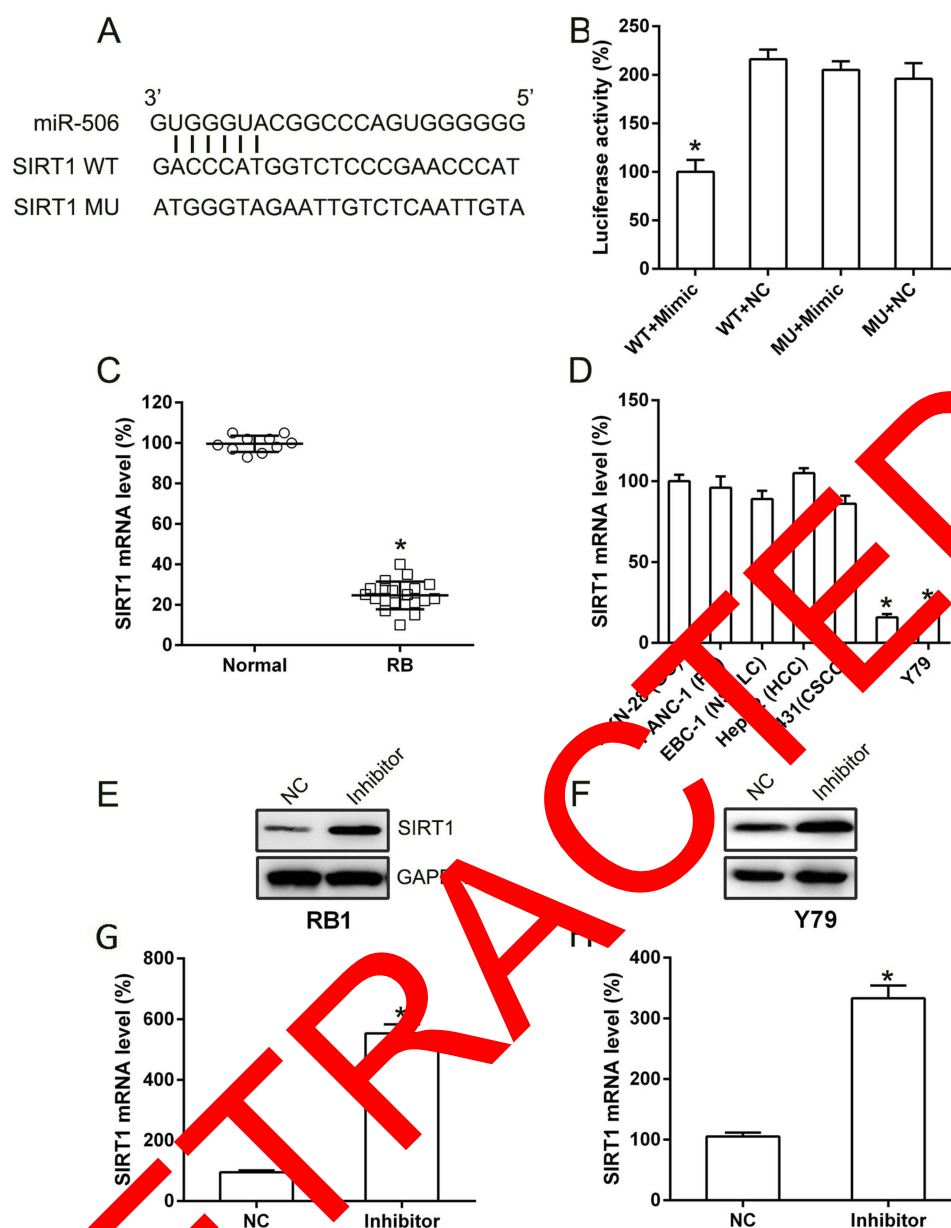 A
3’ 5’
miR-506 GUGGGUACGGCCCAGUGGGGGG
SIRT1 WT GACCCATGGTCTCCCGAACCCAT
SIRT1 MU ATGGGTAGAATTGTCTCAATTGTA
B
Luciferase activity (%)
250
200
150
100
50
0
*
WT+Mimic
WT+NC
MU+Mimic
MU+NC
C
SIRT1 mRNA level (%)
120
100
80
60
40
20
0
*
Normal
RB
D
SIRT1 mRNA level (%)
150
100
50
0
* *
EBC-1
(HCC)
Y79
E
NC Inhibitor
SIRT1
RB1
F
NC Inhibitor
Y79
G
SIRT1 mRNA level (%)
800
600
400
200
0
*
NC
Inhibitor
H
SIRT1 mRNA level (%)
400
300
200
100
0
*
NC
Inhibitor
TRACTED